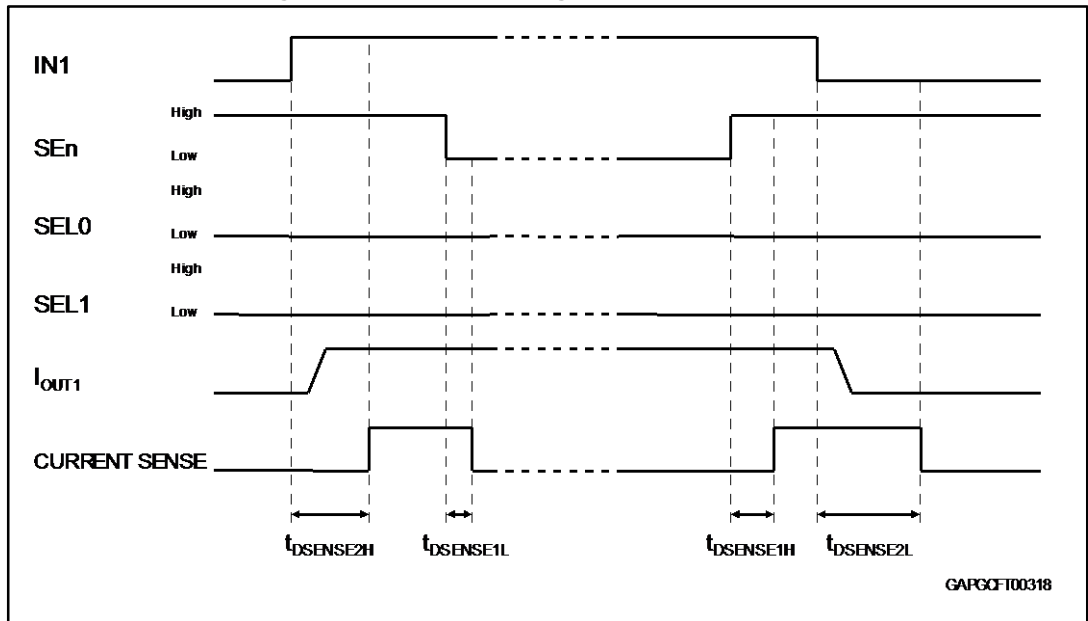 IN1
High
SEn
Low
High
SEL0
Low
High
SEL1
Low
IOUT1
CURRENT SENSE
tDSENSE2H
tDSENSE1L
tDSENSE1H
tDSENSE2L
GAPGCFT00318